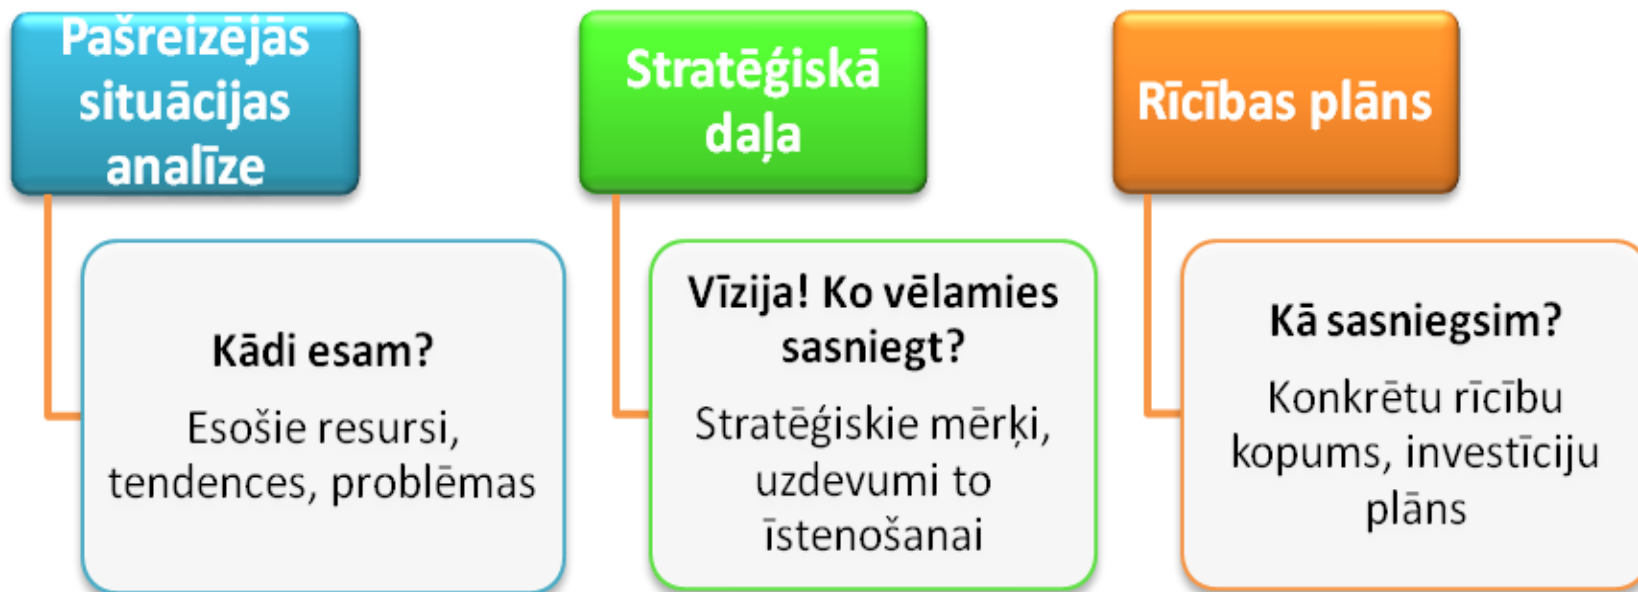 Pašreizējās
situācijas
analīze
Kādi esam?
Esošie resursi,
tendences, problēmas
Stratēģiskā
daļa
Vīzija! Ko vēlamies
sasniegt?
Stratēģiskie mērķi,
uzdevumi to
īstenošanai
Rīcības plāns
Kā sasniegsim?
Konkrētu rīcību
kopums, investīciju
plāns